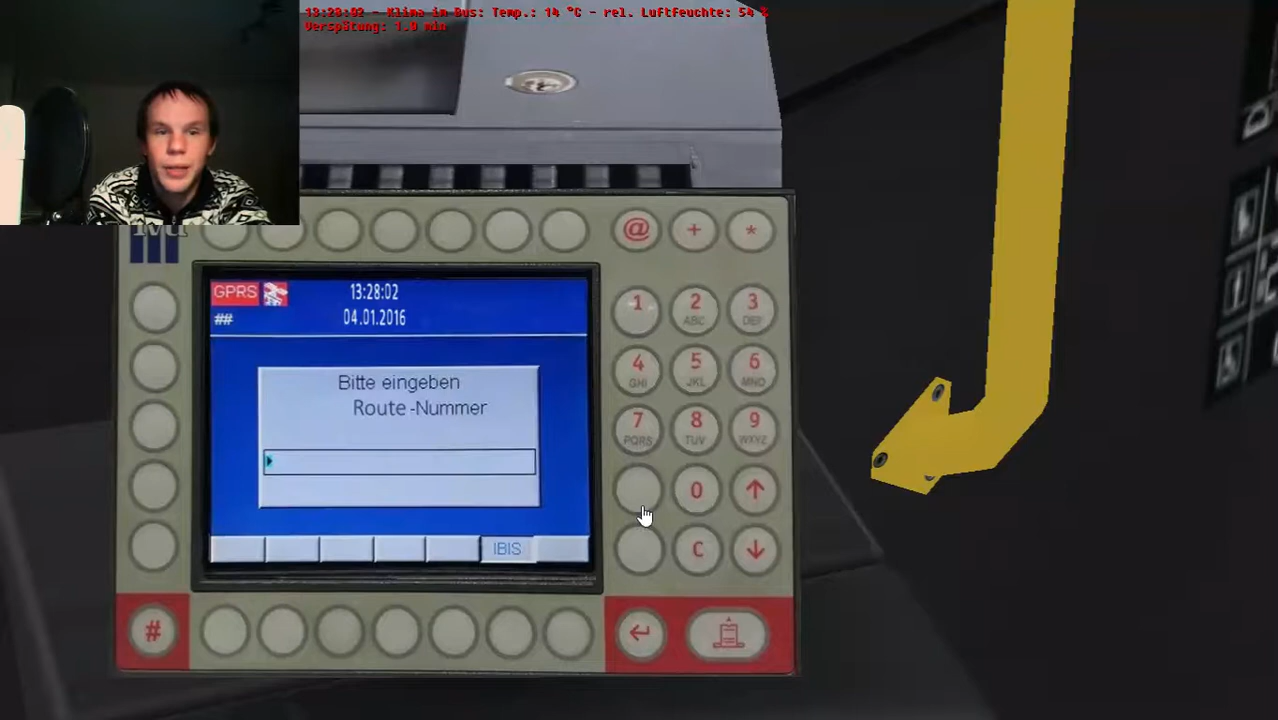 13:28:02 - Klima im Bus: Temp.: 14 °C - rel. Luftfeuchte: 54 %
Verspätung: 1.0 min
ivu
@ + *
GPRS
13:28:02
##
04.01.2016
Bitte eingeben
Route-Nummer
IBIS
1 2 3
ABC DEF
4 5 6
GHI JKL MNO
7 8 9
PQRS TUV WXYZ
0 ↑
C ↓
#